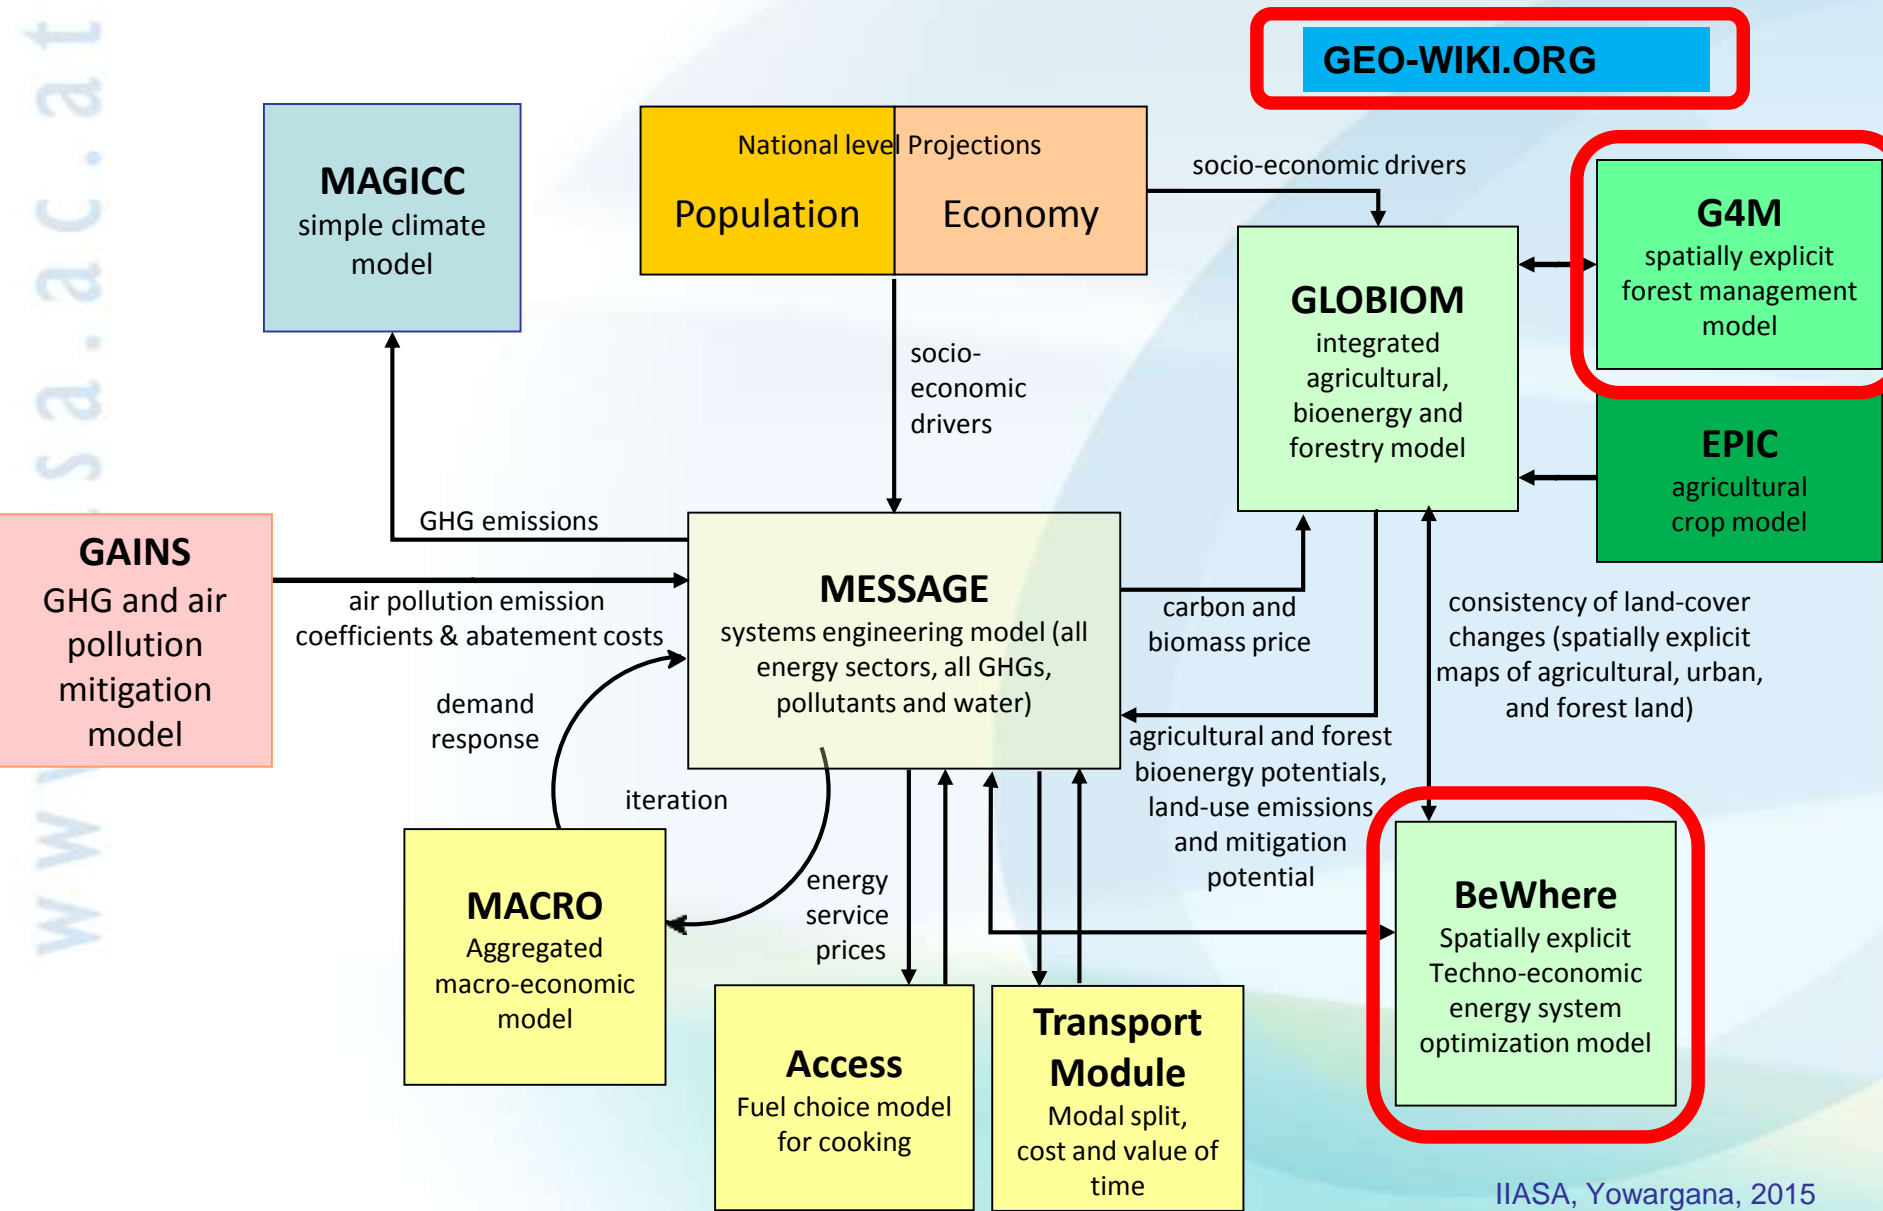 GEO-WIKI.ORG
MAGICC
simple climate
model
National level Projections
Population
Economy
socio-economic drivers
G4M
spatially explicit
forest management
model
GLOBIOM
integrated
agricultural,
bioenergy and
forestry model
EPIC
agricultural
crop model
socio-
economic
drivers
GHG emissions
GAINS
GHG and air
pollution
mitigation
model
air pollution emission
coefficients & abatement costs
MESSAGE
systems engineering model (all
energy sectors, all GHGs,
pollutants and water)
carbon and
biomass price
consistency of land-cover
changes (spatially explicit
maps of agricultural, urban,
and forest land)
demand
response
iteration
agricultural and forest
bioenergy potentials,
land-use emissions
and mitigation
potential
MACRO
Aggregated
macro-economic
model
energy
service
prices
BeWhere
Spatially explicit
Techno-economic
energy system
optimization model
Access
Fuel choice model
for cooking
Transport
Module
Modal split,
cost and value of
time
IIASA, Yowargana, 2015